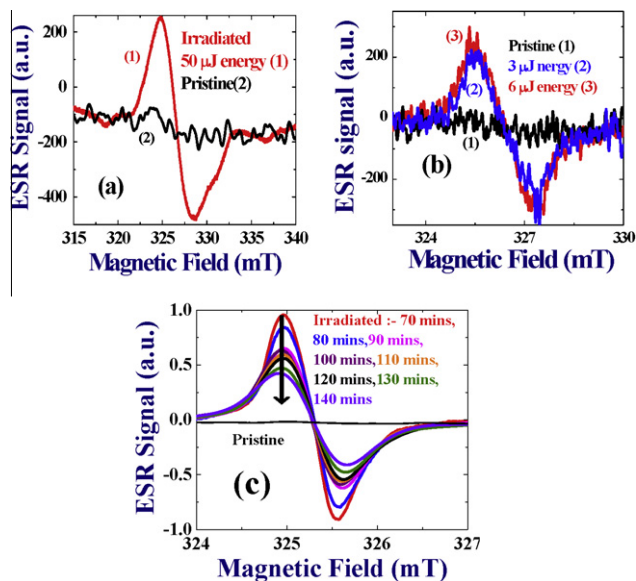 ESR Signal (a.u.)
200
0
-200
-400
(1)
Irradiated
50 μJ energy (1)
Pristine(2)
(2)
(a)
315 320 325 330 335 340
Magnetic Field (mT)
ESR signal (a.u.)
200
0
-200
(3)
Pristine (1)
3 μJ nergy (2)
6 μJ energy (3)
(2)
(1)
(b)
324 327 330
Magnetic Field (mT)
ESR Signal (a.u.)
1.0
0.5
0.0
-0.5
-1.0
Irradiated :- 70 mins,
80 mins,90 mins,
100 mins,110 mins,
120 mins,130 mins,
140 mins
Pristine
(c)
324 325 326 327
Magnetic Field (mT)